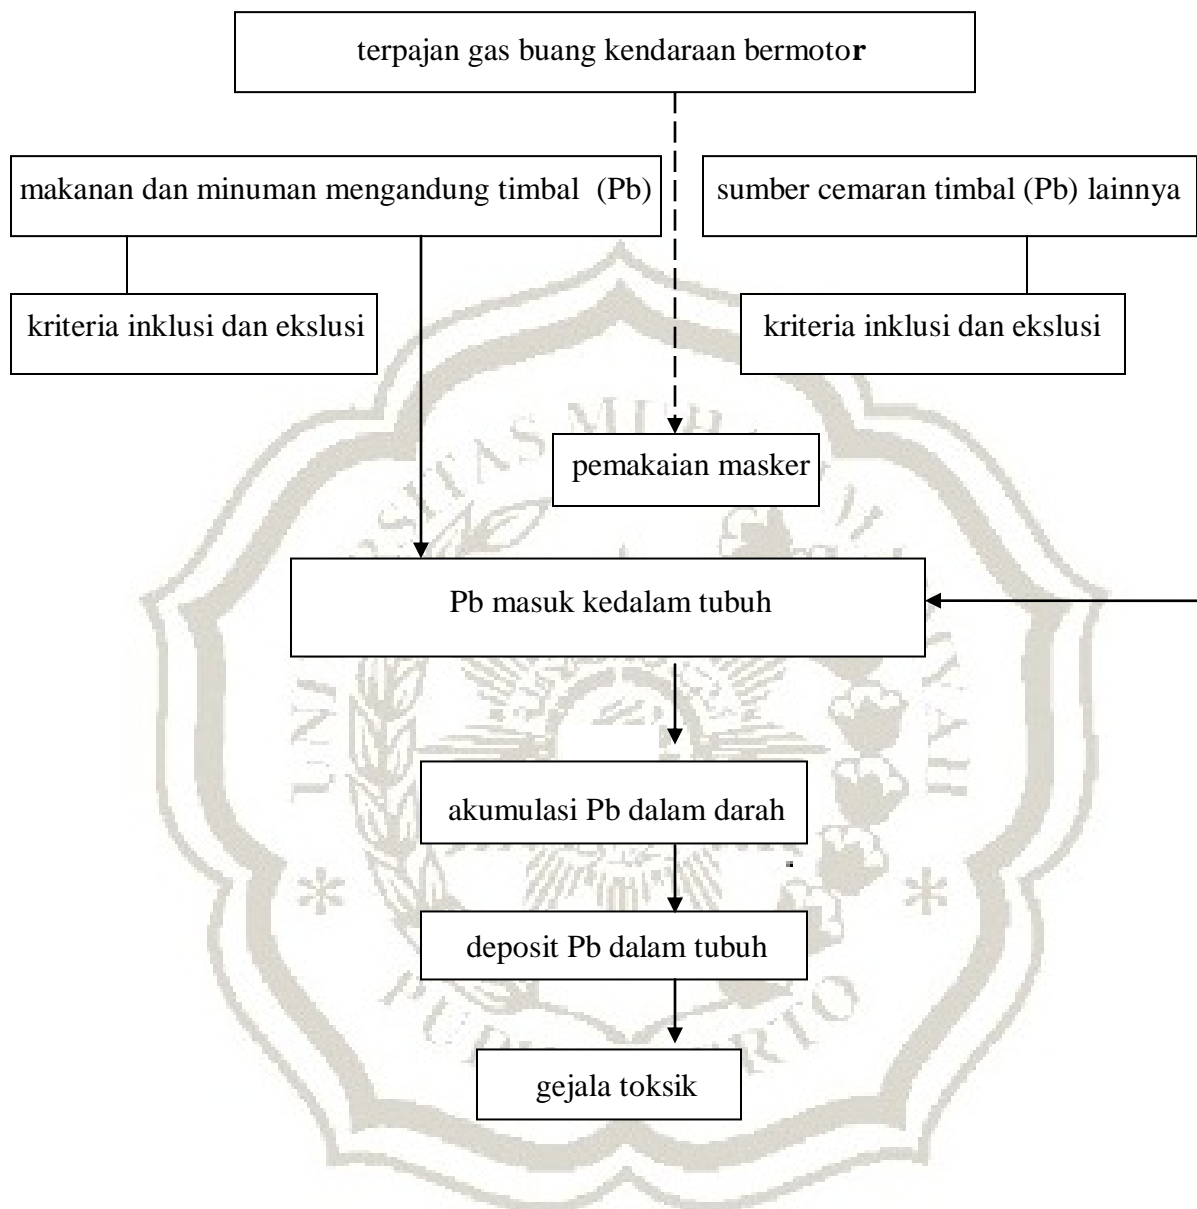 terpajan gas buang kendaraan bermotor
makanan dan minuman mengandung timbal (Pb)
sumber cemaran timbal (Pb) lainnya
kriteria inklusi dan ekslusi
kriteria inklusi dan ekslusi
pemakaian masker
Pb masuk kedalam tubuh
akumulasi Pb dalam darah
deposit Pb dalam tubuh
gejala toksik